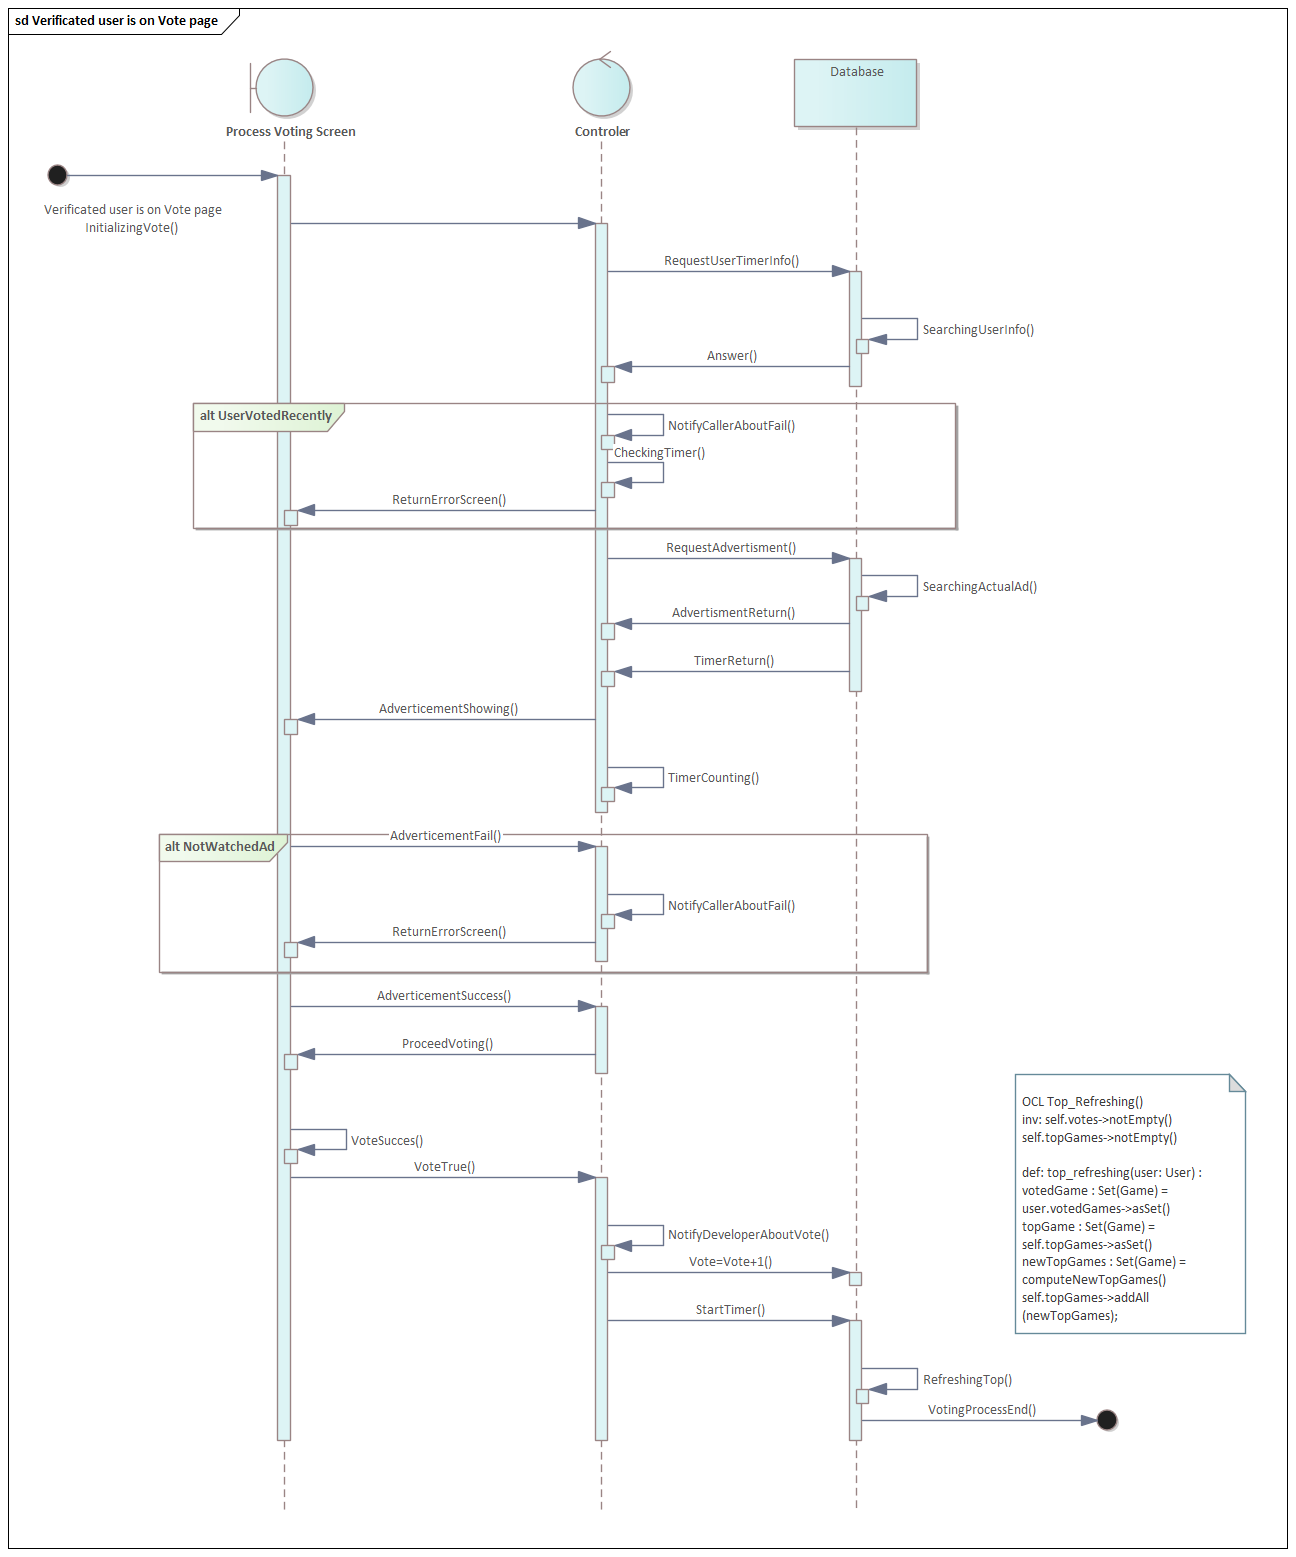 sd Verificated user is on Vote page
Database
Process Voting Screen
Controler
Verificated user is on Vote page
InitializingVote()
RequestUserTimerInfo()
SearchingUserInfo()
Answer()
alt UserVotedRecently
NotifyCallerAboutFail()
CheckingTimer()
ReturnErrorScreen()
RequestAdvertisment()
SearchingActualAd()
AdvertismentReturn()
TimerReturn()
AdverticementShowing()
TimerCounting()
AdverticementFail()
alt NotWatchedAd
NotifyCallerAboutFail()
ReturnErrorScreen()
AdverticementSuccess()
ProceedVoting()
VoteSucces()
VoteTrue()
NotifyDeveloperAboutVote()
Vote=Vote+1()
StartTimer()
RefreshingTop()
VotingProcessEnd()
OCL Top_Refreshing()
inv: self.votes->notEmpty()
self.topGames->notEmpty()
def: top_refreshing(user: User) :
votedGame : Set(Game) =
user.votedGames->asSet()
topGame : Set(Game) =
self.topGames->asSet()
newTopGames : Set(Game) =
computeNewTopGames()
self.topGames->addAll
(newTopGames);